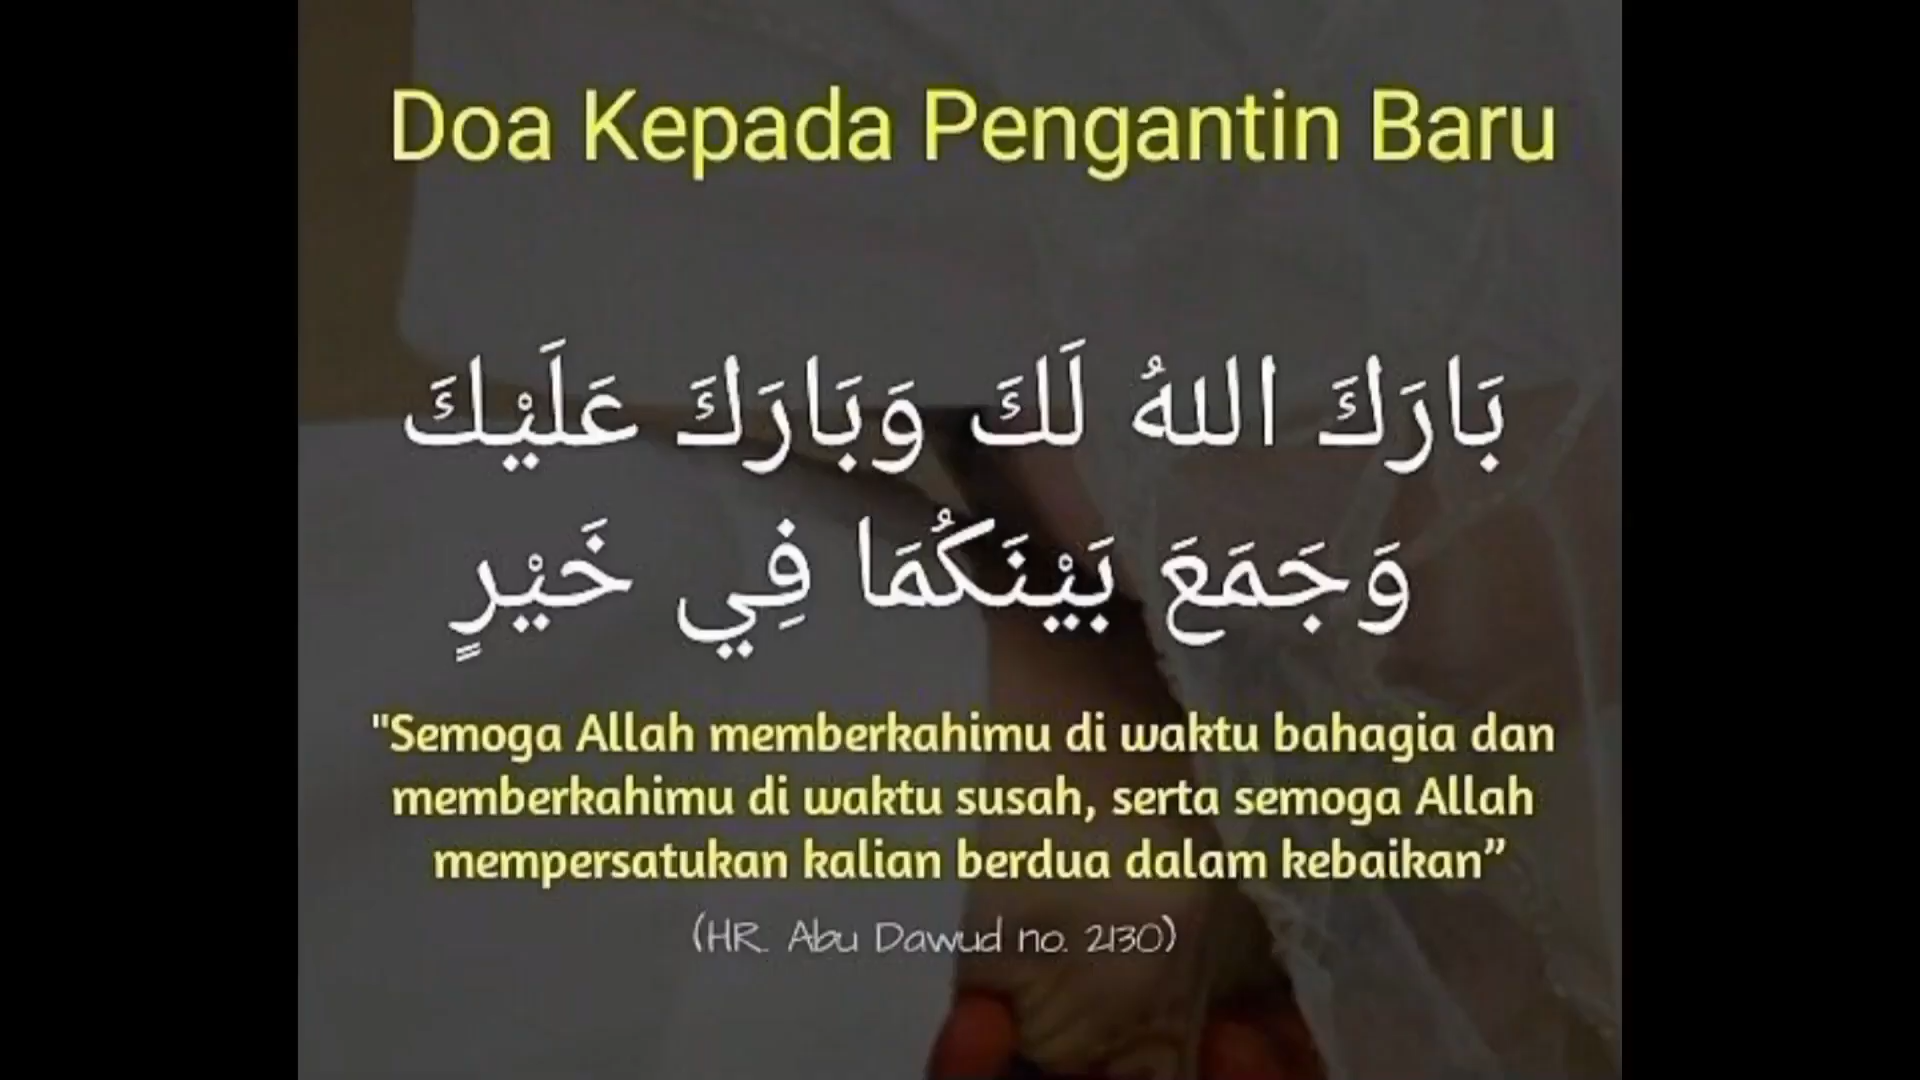 Doa Kepada Pengantin Baru
بَارَكَ اللهُ لَكَ وَبَارَكَ عَلَيْكَ
وَجَمَعَ بَيْنَكُمَا فِي خَيْرٍ
"Semoga Allah memberkahimu di waktu bahagia dan
memberkahimu di waktu susah, serta semoga Allah
mempersatukan kalian berdua dalam kebaikan”
(HR. Abu Dawud no. 2130)